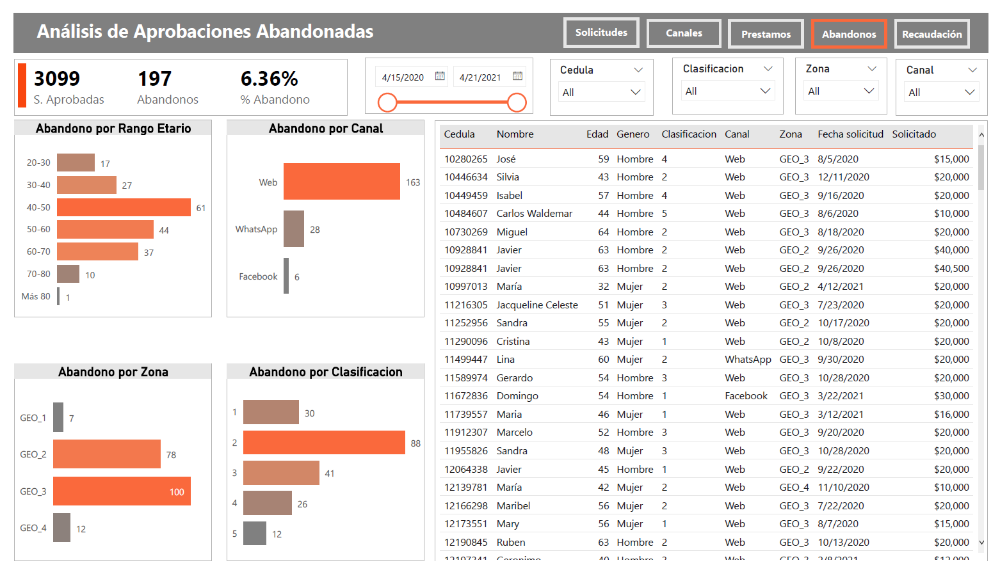 Análisis de Aprobaciones Abandonadas
Solicitudes
Canales
Prestamos
Abandonos
Recaudación
3099
S. Aprobadas
197
Abandonos
6.36%
% Abandono
4/15/2020
4/21/2021
Cedula
All
Clasificacion
All
Zona
All
Canal
All
Abandono por Rango Etario
20-30 17
30-40 27
40-50 61
50-60 44
60-70 37
70-80 10
Más 80 1
Abandono por Canal
Web 163
WhatsApp 28
Facebook 6
Abandono por Zona
GEO_1 7
GEO_2 78
GEO_3 100
GEO_4 12
Abandono por Clasificacion
1 30
2 88
3 41
4 26
5 12
Cedula Nombre Edad Genero Clasificacion Canal Zona Fecha solicitud Solicitado
10280265 José 59 Hombre 4 Web GEO_3 8/5/2020 $15,000
10446634 Silvia 43 Hombre 2 Web GEO_3 12/11/2020 $20,000
10449459 Isabel 57 Hombre 4 Web GEO_3 9/16/2020 $20,000
10484607 Carlos Waldemar 44 Hombre 5 Web GEO_3 8/6/2020 $10,000
10730269 Miguel 64 Hombre 2 Web GEO_3 8/18/2020 $20,000
10928841 Javier 63 Hombre 2 Web GEO_2 9/26/2020 $40,000
10928841 Javier 63 Hombre 2 Web GEO_2 9/26/2020 $40,500
10997013 María 32 Mujer 2 Web GEO_2 4/12/2021 $20,000
11216305 Jacqueline Celeste 51 Mujer 3 Web GEO_3 7/23/2020 $20,000
11252956 Sandra 55 Mujer 2 Web GEO_2 10/17/2020 $20,000
11290096 Cristina 43 Mujer 1 Web GEO_2 10/8/2020 $20,000
11499447 Lina 60 Mujer 2 WhatsApp GEO_3 9/30/2020 $20,000
11589974 Gerardo 54 Hombre 3 Web GEO_3 10/28/2020 $20,000
11672836 Domingo 54 Hombre 1 Facebook GEO_3 3/22/2021 $30,000
11739557 Maria 46 Mujer 1 Web GEO_3 3/12/2021 $16,000
11912307 Marcelo 52 Hombre 3 Web GEO_3 9/20/2020 $20,000
11955826 Sandra 48 Mujer 3 Web GEO_3 10/28/2020 $20,000
12064338 Javier 45 Hombre 1 Web GEO_2 9/22/2020 $20,000
12139781 María 42 Mujer 2 Web GEO_4 11/10/2020 $10,000
12166298 Maribel 56 Mujer 2 Web GEO_3 7/22/2020 $20,000
12173551 Mary 56 Mujer 1 Web GEO_3 8/7/2020 $15,000
12190845 Ruben 63 Hombre 2 Web GEO_3 10/13/2020 $20,000